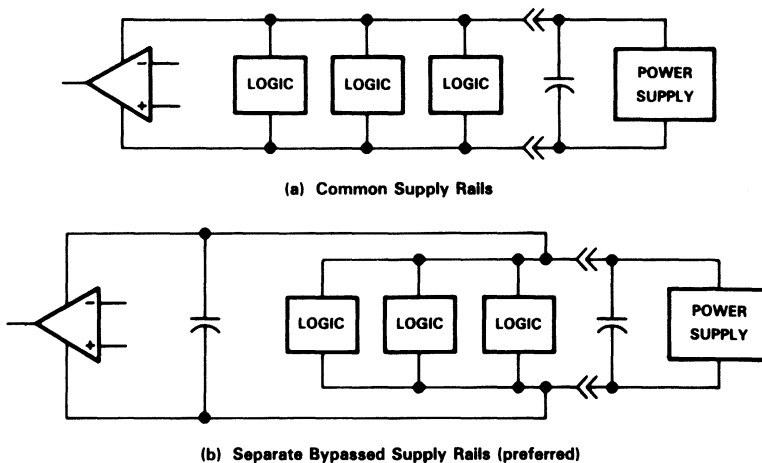 −
+
LOGIC LOGIC LOGIC
POWER
SUPPLY
(a) Common Supply Rails
−
+
LOGIC LOGIC LOGIC
POWER
SUPPLY
(b) Separate Bypassed Supply Rails (preferred)